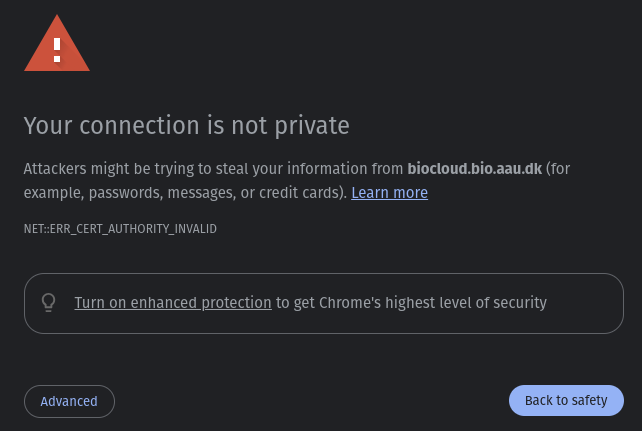 Your connection is not private
Attackers might be trying to steal your information from biocloud.bio.aau.dk (for
example, passwords, messages, or credit cards). Learn more
NET::ERR_CERT_AUTHORITY_INVALID
Turn on enhanced protection to get Chrome's highest level of security
Advanced
Back to safety